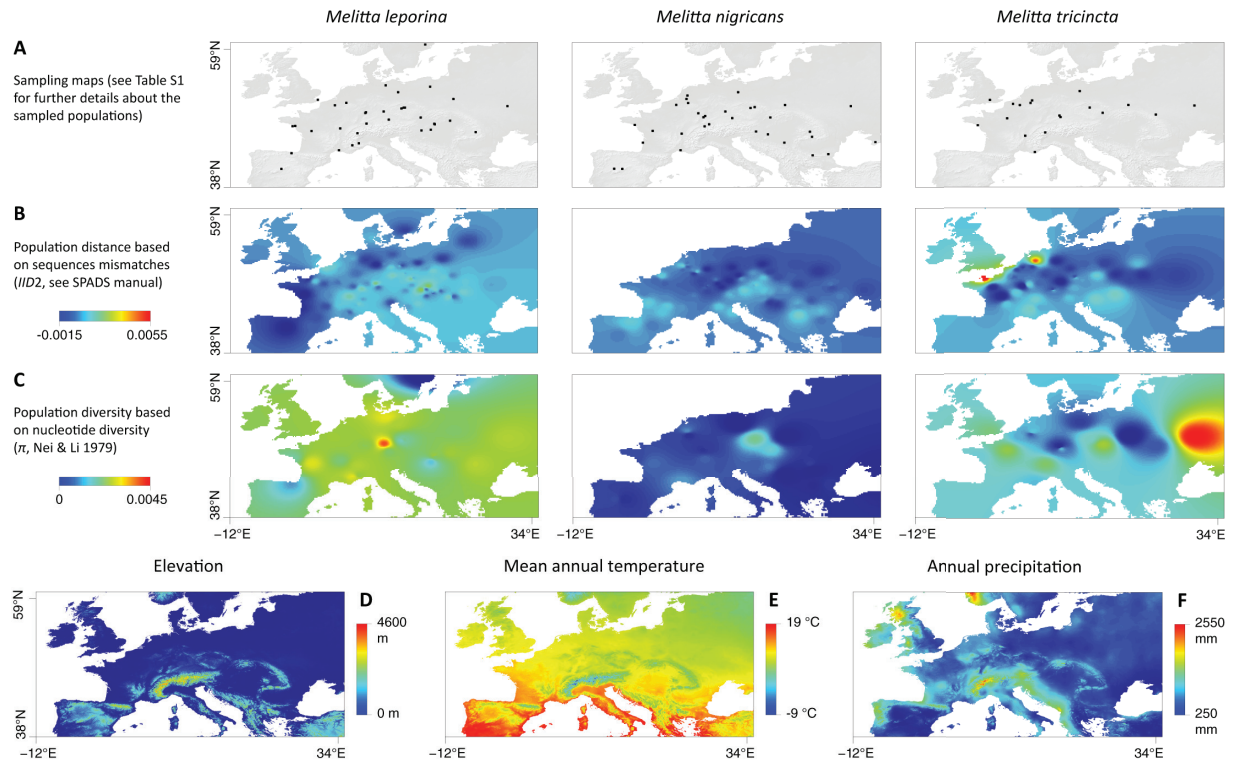 Melitta leporina
Melitta nigricans
Melitta tricincta
A
59°N
38°N
Sampling maps (see Table S1
for further details about the
sampled populations)
B
59°N
38°N
Population distance based
on sequences mismatches
(IID2, see SPADS manual)
-0.0015
0.0055
C
59°N
38°N
Population diversity based
on nucleotide diversity
(π, Nei & Li 1979)
0
0.0045
−12°E
34°E
−12°E
34°E
−12°E
34°E
Elevation
Mean annual temperature
Annual precipitation
59°N
38°N
D
4600
m
0 m
E
19 °C
-9 °C
F
2550
mm
250
mm
−12°E
34°E
−12°E
34°E
−12°E
34°E